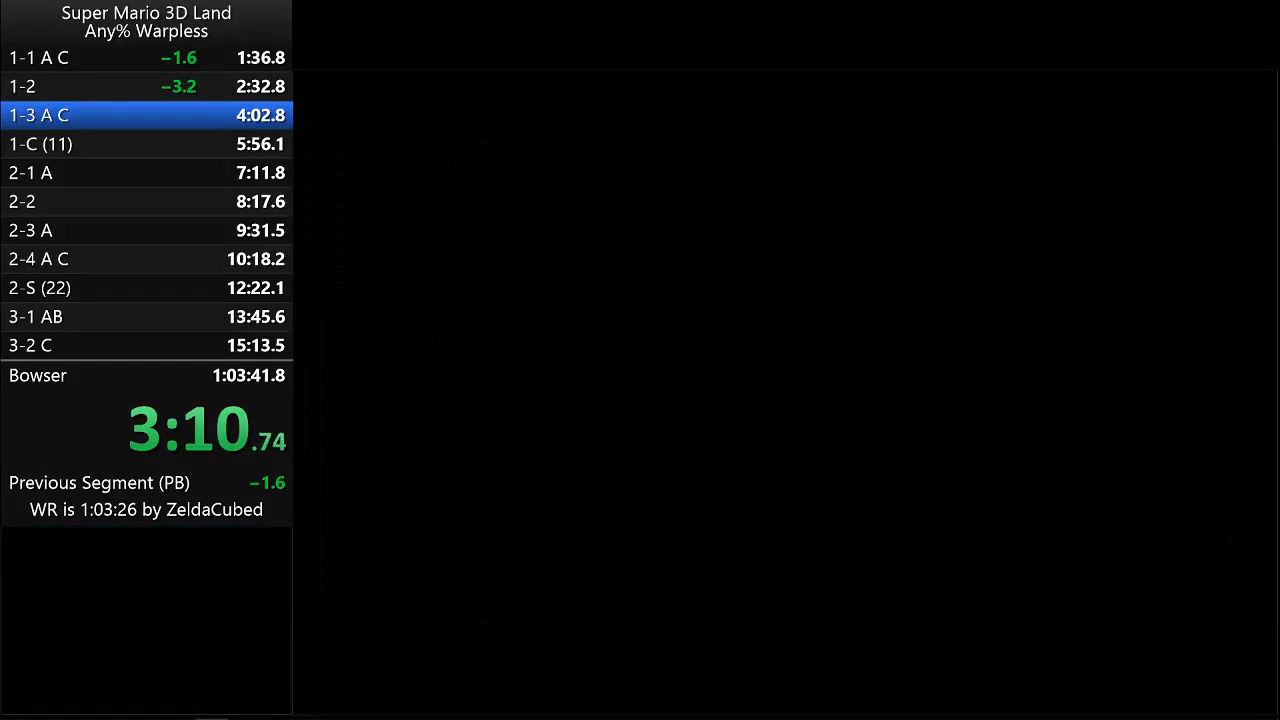 Super Mario 3D Land
Any% Warpless
1-1 A C −1.6 1:36.8
1-2 −3.2 2:32.8
1-3 A C 4:02.8
1-C (11) 5:56.1
2-1 A 7:11.8
2-2 8:17.6
2-3 A 9:31.5
2-4 A C 10:18.2
2-S (22) 12:22.1
3-1 AB 13:45.6
3-2 C 15:13.5
Bowser 1:03:41.8
3:10.74
Previous Segment (PB) −1.6
WR is 1:03:26 by ZeldaCubed